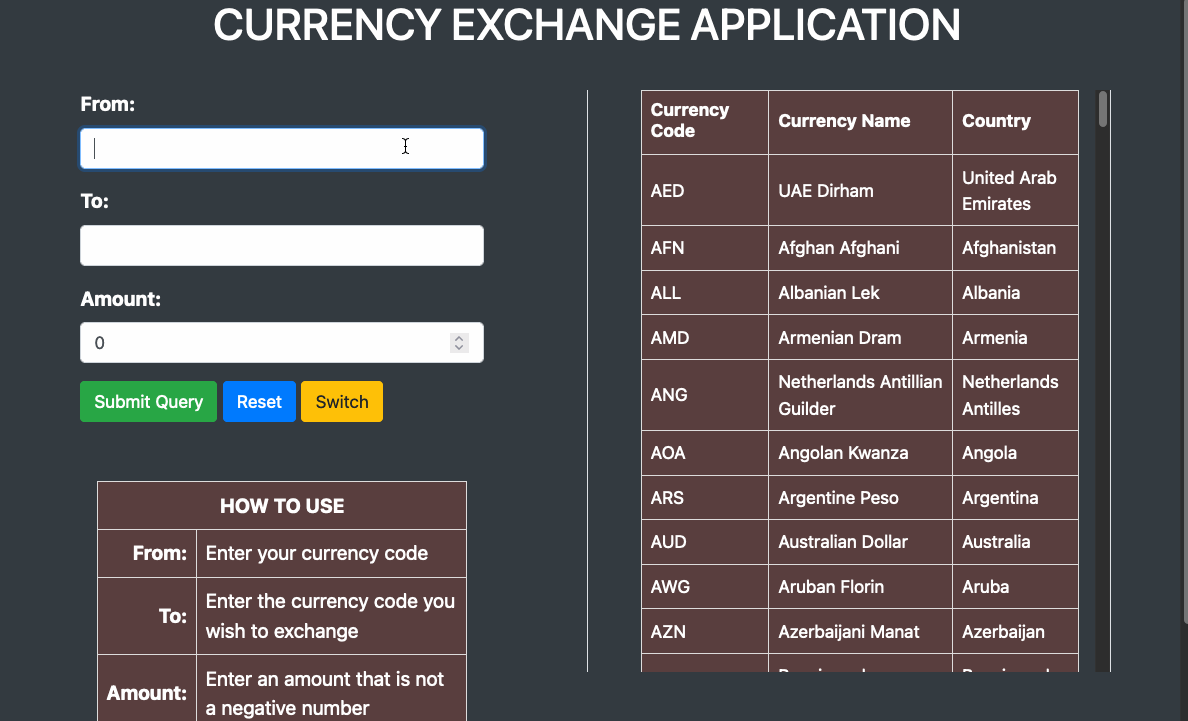 CURRENCY EXCHANGE APPLICATION
From:
To:
Amount:
0
Submit Query
Reset
Switch
HOW TO USE
From: Enter your currency code
To: Enter the currency code you
wish to exchange
Amount: Enter an amount that is not
a negative number
Currency
Code
Currency Name
Country
AED UAE Dirham United Arab
Emirates
AFN Afghan Afghani Afghanistan
ALL Albanian Lek Albania
AMD Armenian Dram Armenia
ANG Netherlands Antillian
Guilder
Netherlands
Antilles
AOA Angolan Kwanza Angola
ARS Argentine Peso Argentina
AUD Australian Dollar Australia
AWG Aruban Florin Aruba
AZN Azerbaijani Manat Azerbaijan